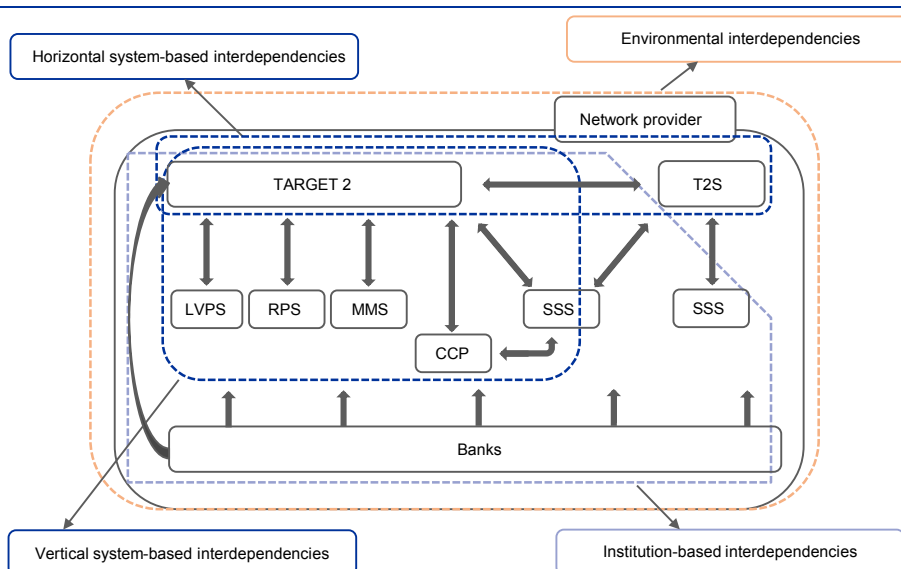 Environmental interdependencies
Horizontal system-based interdependencies
Network provider
TARGET 2
T2S
LVPS
RPS
MMS
SSS
SSS
CCP
Banks
Vertical system-based interdependencies
Institution-based interdependencies